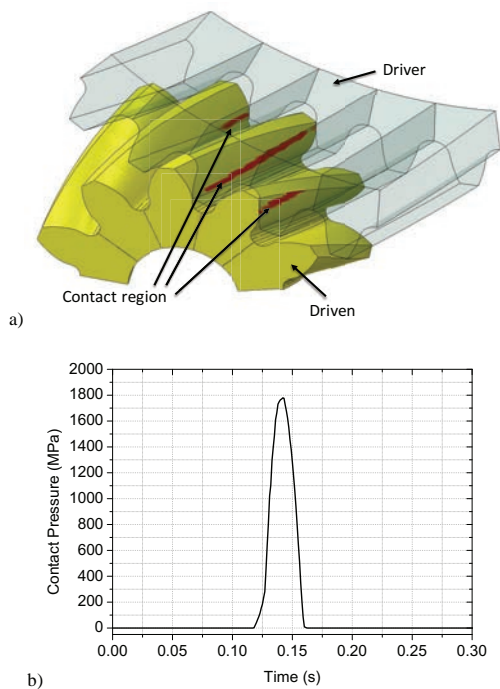 Driver
Contact region
Driven
a)
2000
1800
1600
1400
1200
1000
800
600
400
200
0
Contact Pressure (MPa)
0.00 0.05 0.10 0.15 0.20 0.25 0.30
Time (s)
b)